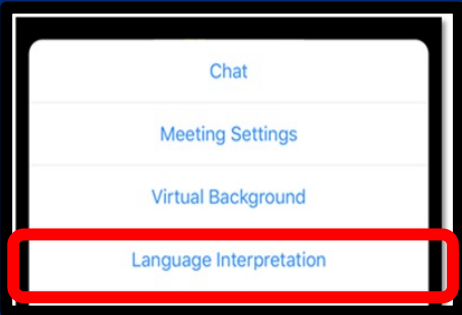 Chat
Meeting Settings
Virtual Background
Language Interpretation